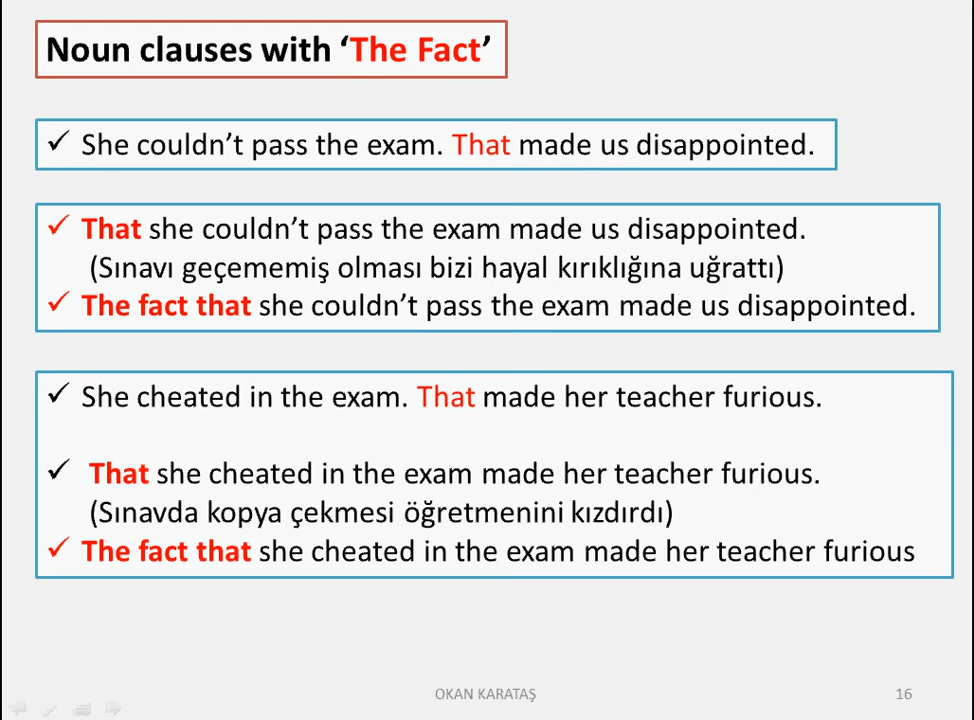 Noun clauses with ‘The Fact’
✓ She couldn’t pass the exam. That made us disappointed.
✓ That she couldn’t pass the exam made us disappointed.
(Sınavı geçememiş olması bizi hayal kırıklığına uğrattı)
✓ The fact that she couldn’t pass the exam made us disappointed.
✓ She cheated in the exam. That made her teacher furious.
✓ That she cheated in the exam made her teacher furious.
(Sınavda kopya çekmesi öğretmenini kızdırdı)
✓ The fact that she cheated in the exam made her teacher furious
OKAN KARATAŞ
16